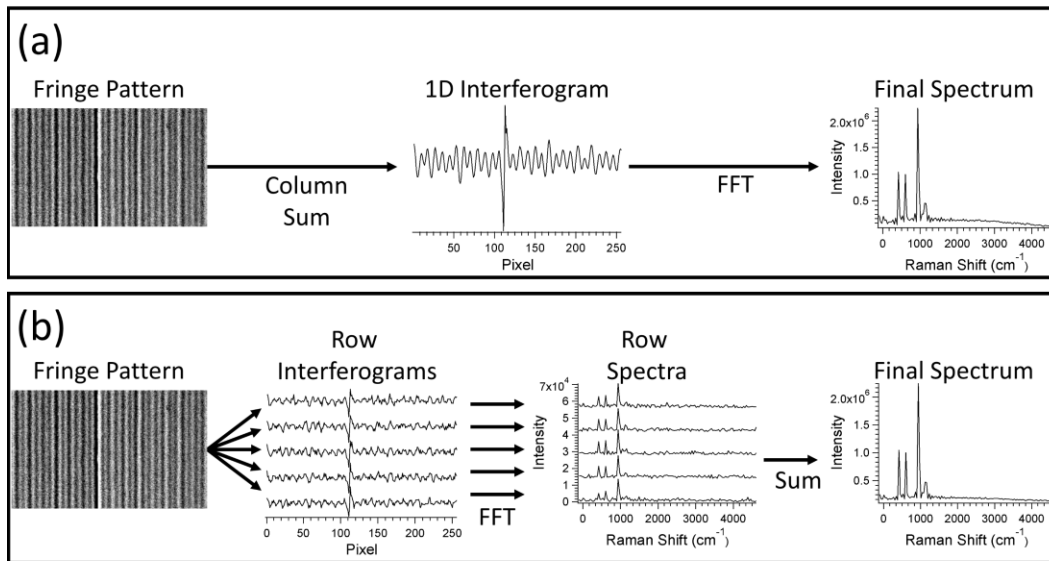 (a)
Fringe Pattern
Column
Sum
1D Interferogram
50
100
150
200
250
Pixel
FFT
Final Spectrum
Intensity
2.0x10⁶
1.5
1.0
0.5
0
1000
2000
3000
4000
Raman Shift (cm⁻¹)
(b)
Fringe Pattern
Row
Interferograms
0
50
100
150
200
250
Pixel
FFT
Row
Spectra
Intensity
7x10⁴
6
5
4
3
2
1
0
0
1000
2000
3000
4000
Raman Shift (cm⁻¹)
Sum
Final Spectrum
Intensity
2.0x10⁶
1.5
1.0
0.5
0
1000
2000
3000
4000
Raman Shift (cm⁻¹)